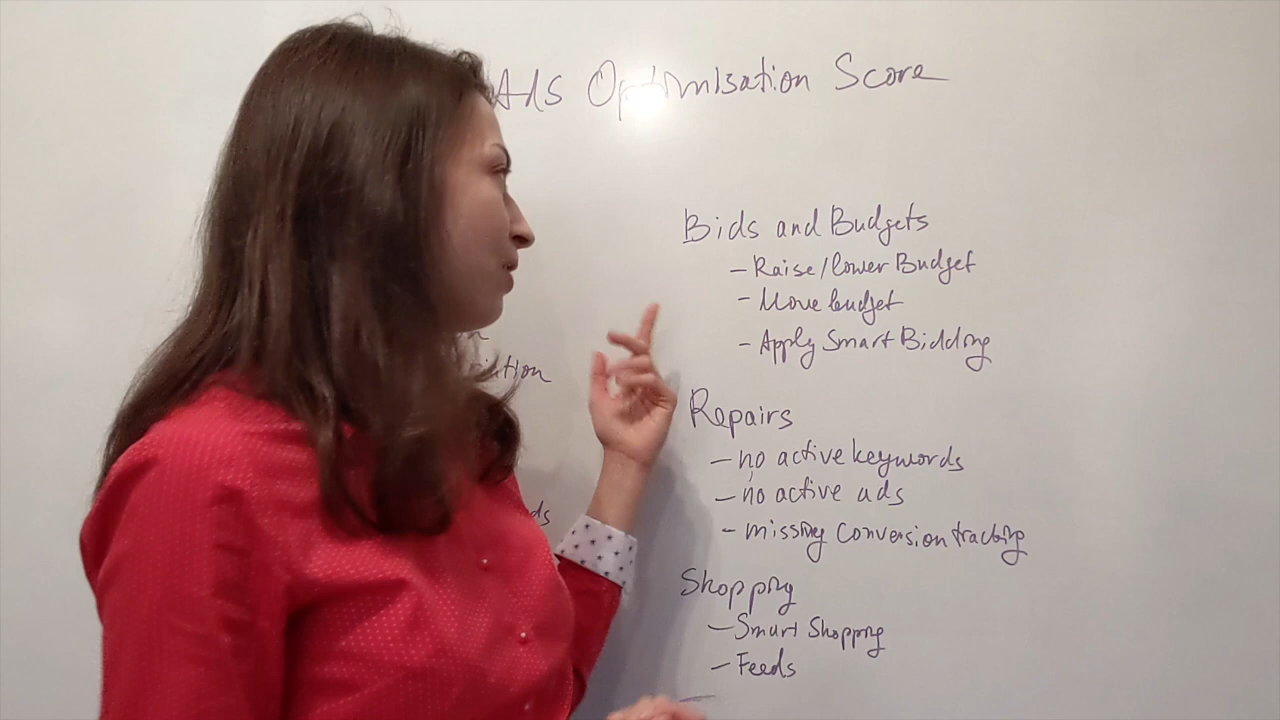 Ads Optimisation Score
Bids and Budgets
- Raise/lower Budget
- Move budget
- Apply Smart Bidding
Repairs
- no active keywords
- no active ads
- missing conversion tracking
Shopping
- Smart Shopping
- Feeds